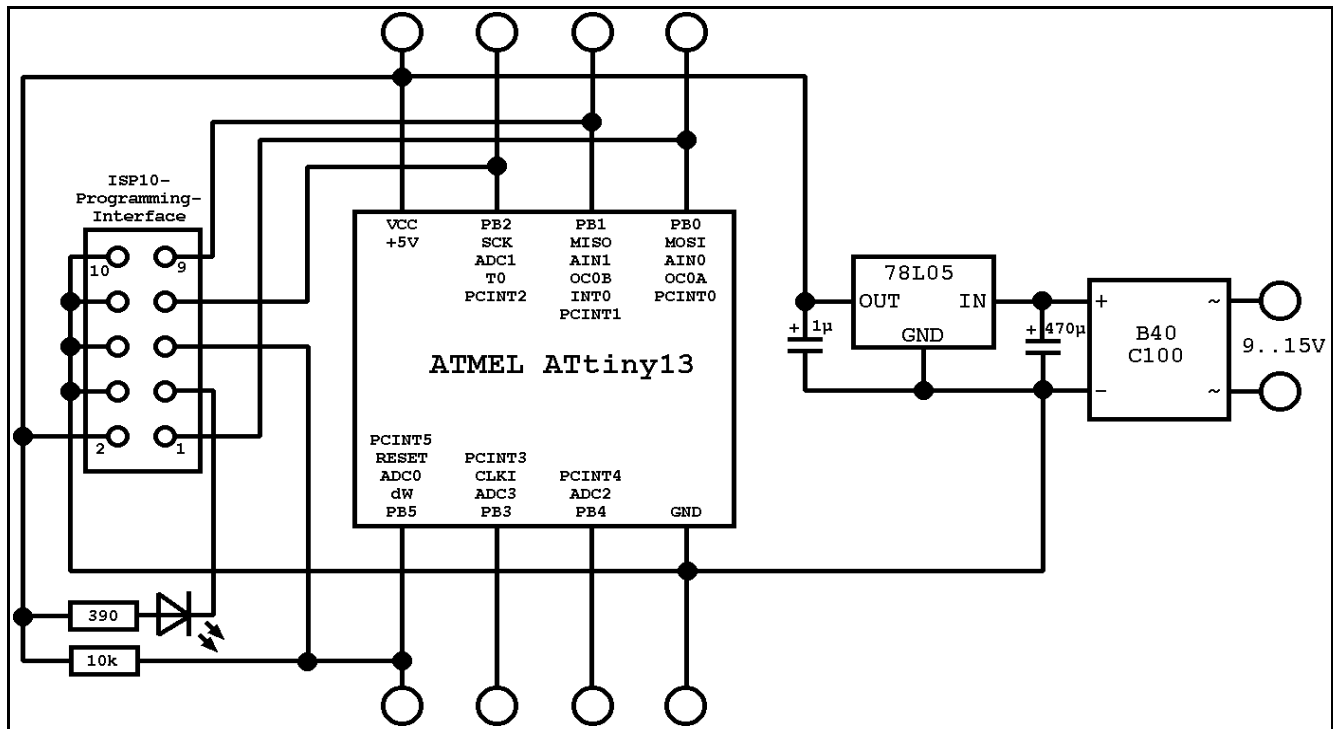 ISP10-
Programming-
Interface
10
9
2
1
VCC
+5V
PB2
SCK
ADC1
T0
PCINT2
PB1
MISO
AIN1
OC0B
INT0
PCINT1
PB0
MOSI
AIN0
OC0A
PCINT0
ATMEL ATtiny13
PCINT5
RESET
ADC0
dW
PB5
PCINT3
CLKI
ADC3
PB3
PCINT4
ADC2
PB4
GND
390
10k
78L05
OUT IN
GND
+ 1µ
+ 470µ
+ ~
B40
C100
- ~
9..15V